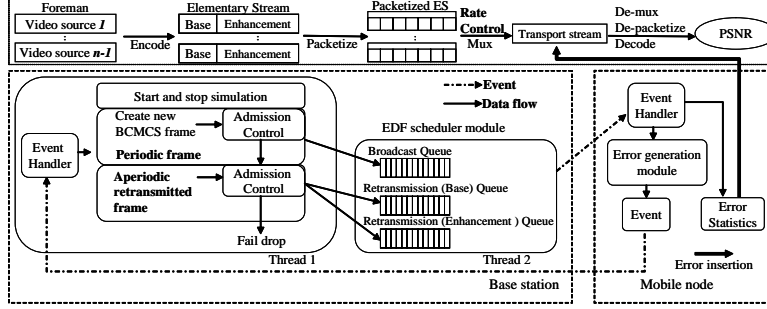 Foreman
Video source 1
:
Video source n-1
Encode
Elementary Stream
Base Enhancement
:
Base Enhancement
Packetize
Packetized ES
:
Rate
Control
Mux
Transport stream
De-mux
De-packetize
Decode
PSNR
Event
Data flow
Start and stop simulation
Create new
BCMCS frame
Admission
Control
Periodic frame
Event
Handler
Aperiodic
retransmitted
frame
Admission
Control
Fail drop
Thread 1
EDF scheduler module
Broadcast Queue
Retransmission (Base) Queue
Retransmission (Enhancement ) Queue
Thread 2
Base station
Event
Handler
Error generation
module
Event
Error
Statistics
Error insertion
Mobile node